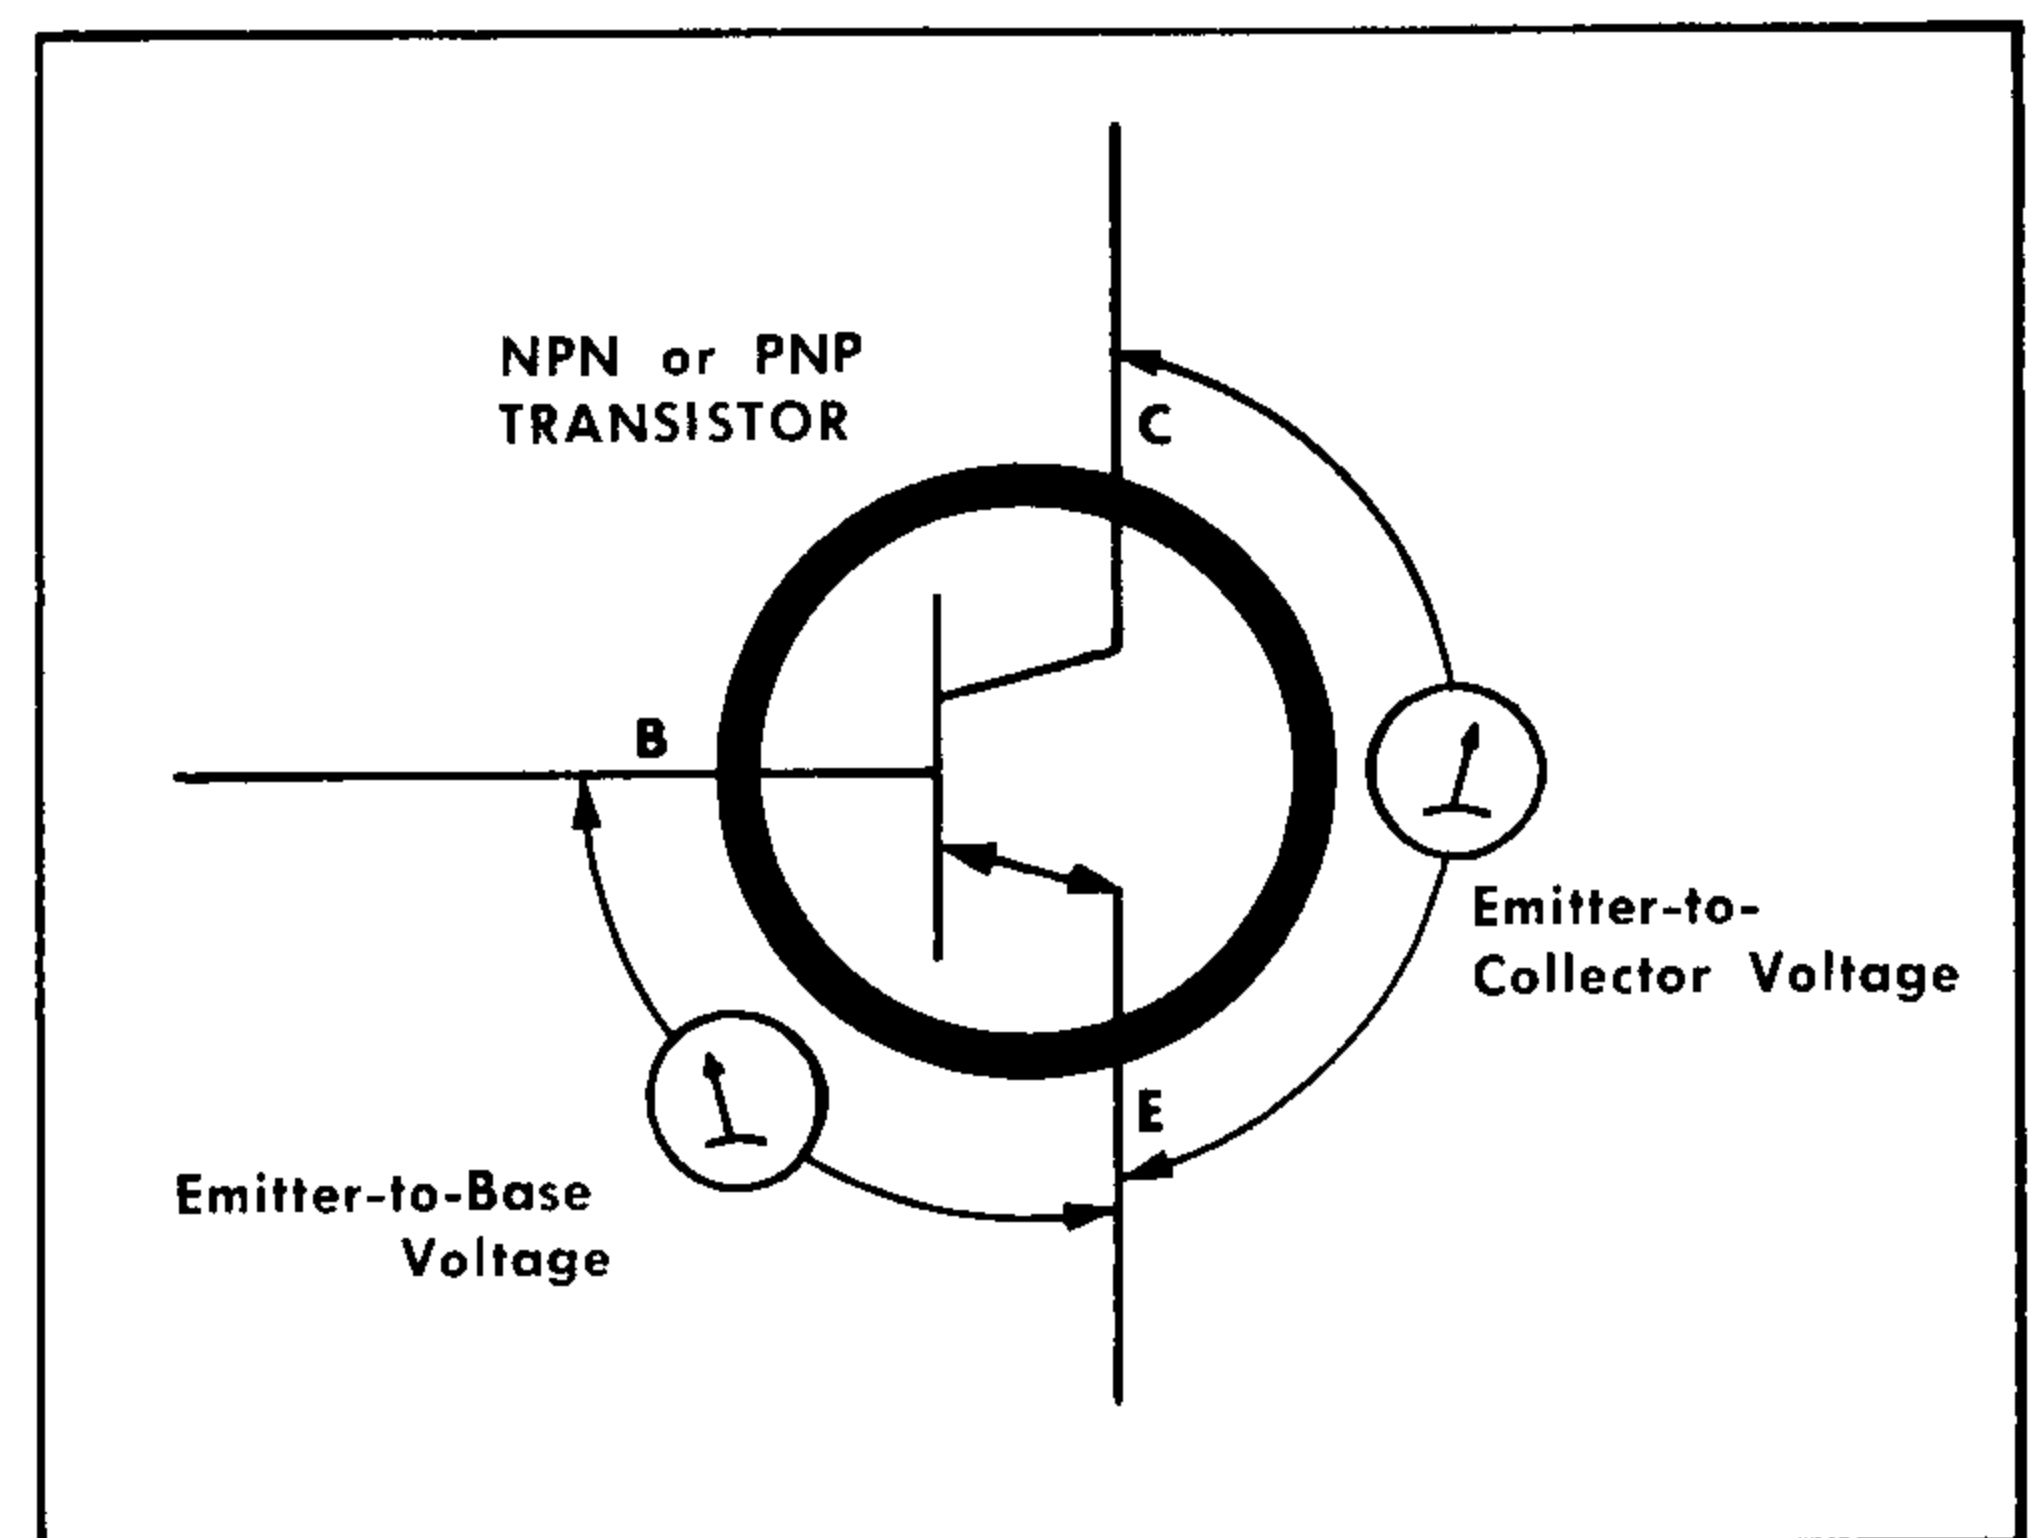 NPN or PNP
TRANSISTOR
C
B
Emitter-to-
Collector Voltage
E
Emitter-to-Base
Voltage